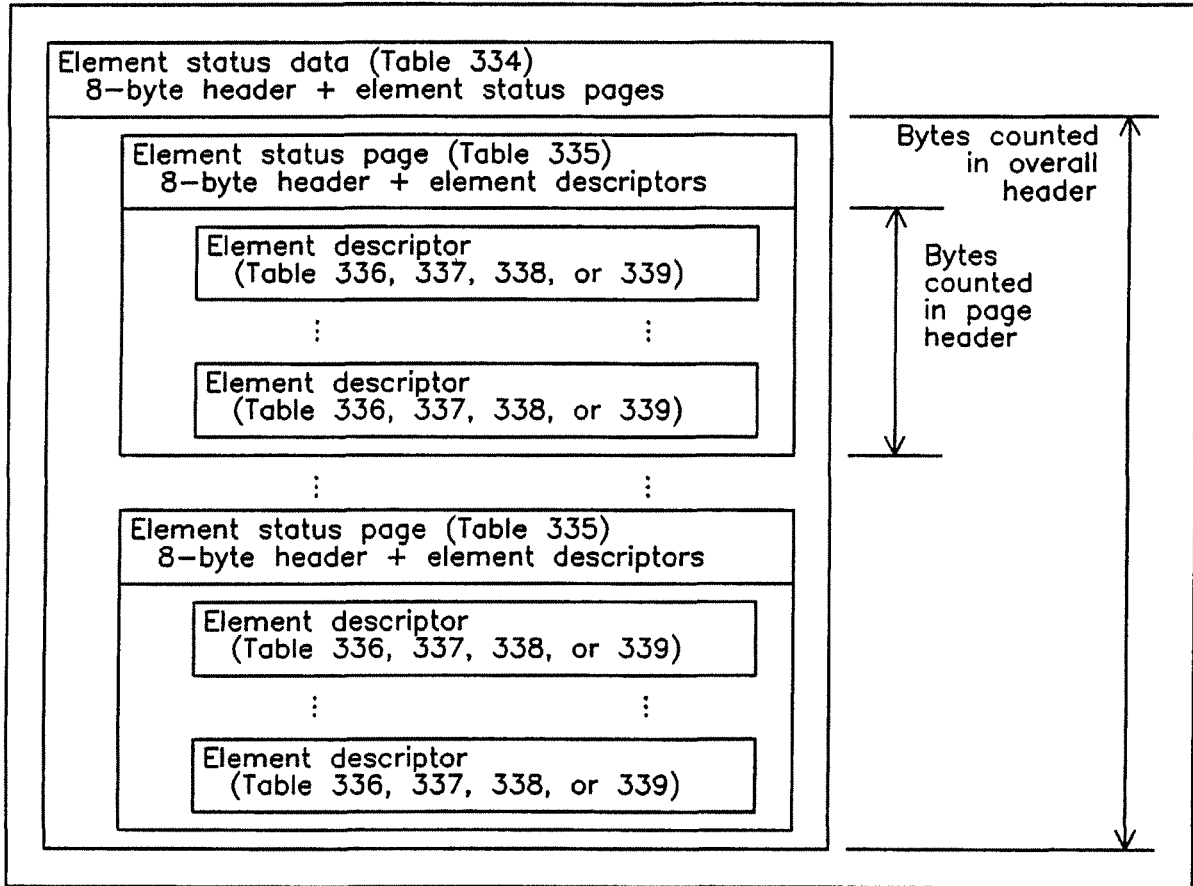 Element status data (Table 334)
8-byte header + element status pages
Element status page (Table 335)
8-byte header + element descriptors
Element descriptor
(Table 336, 337, 338, or 339)
⋮ ⋮
Element descriptor
(Table 336, 337, 338, or 339)
⋮ ⋮
Element status page (Table 335)
8-byte header + element descriptors
Element descriptor
(Table 336, 337, 338, or 339)
⋮ ⋮
Element descriptor
(Table 336, 337, 338, or 339)
Bytes counted
in overall
header
Bytes
counted
in page
header